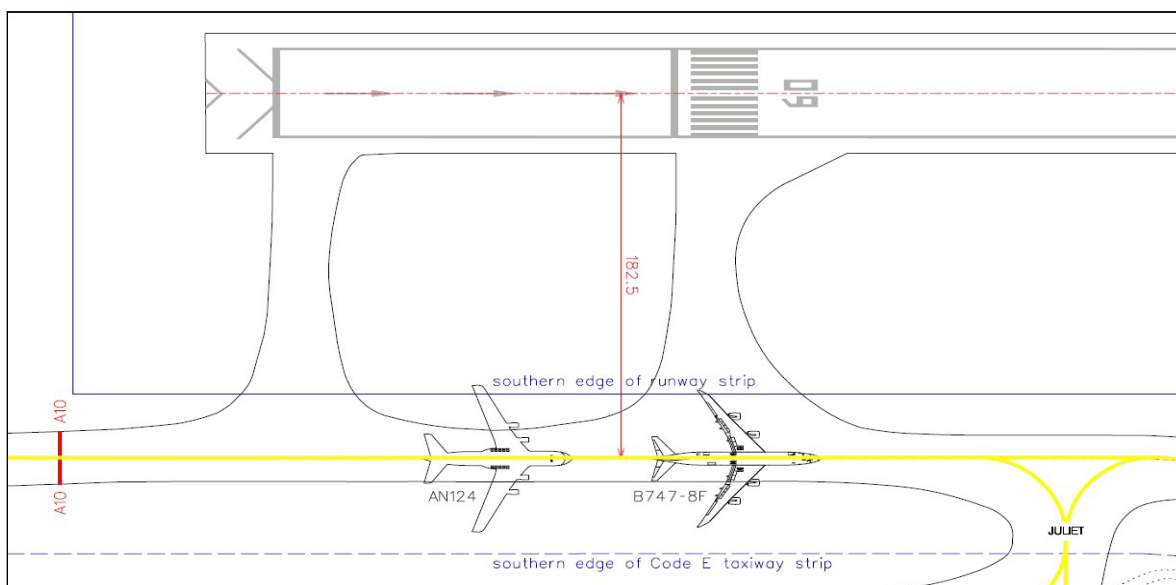 09
182.5
southern edge of runway strip
A10
A10
AN124
B747-8F
JULIET
southern edge of Code E taxiway strip